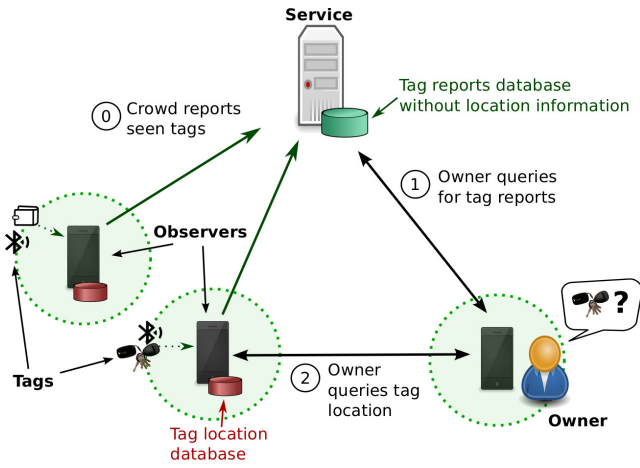 Service
Tag reports database
without location information
0 Crowd reports
seen tags
1 Owner queries
for tag reports
Observers
?
Tags
2 Owner
queries tag
location
Owner
Tag location
database